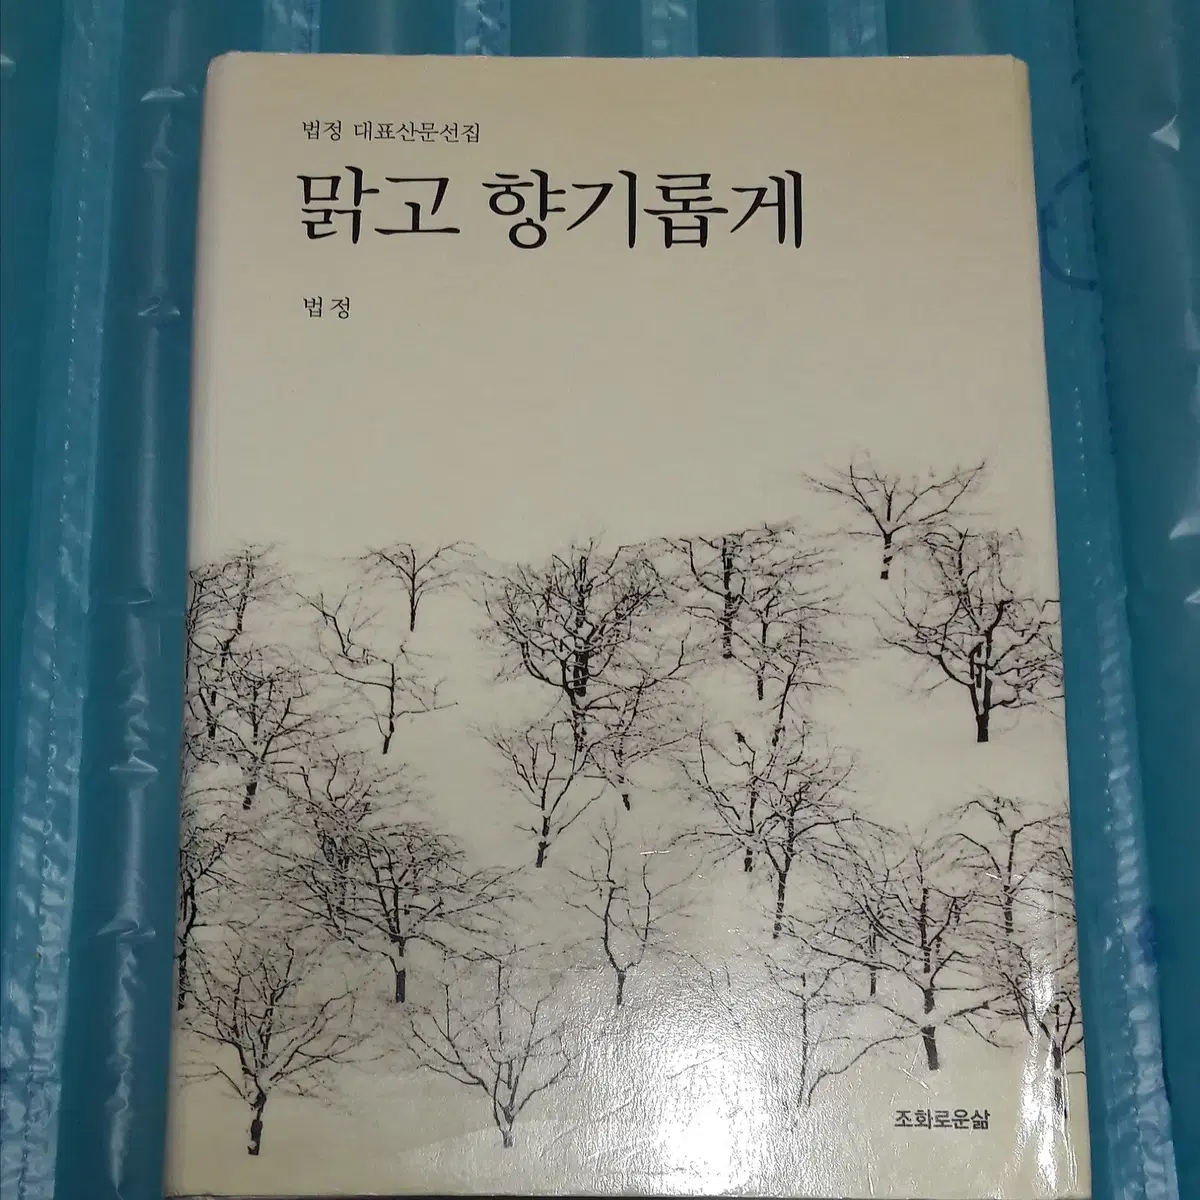 법정 대표산문선집
맑고 향기롭게
법정
조화로운삶